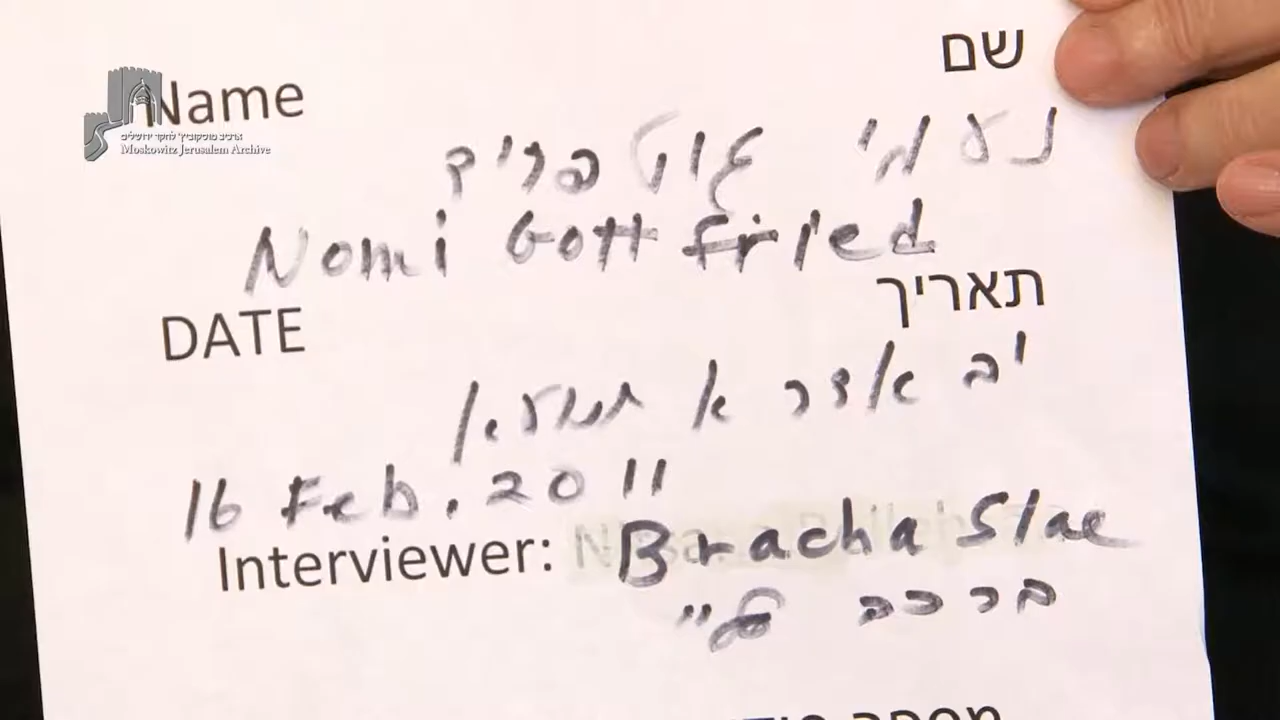 Name שם
נעמי גוטפריד
Nomi Gottfried
DATE תאריך
יב אדר א תשעא
16 Feb. 2011
Interviewer: Bracha Slae
ברכה סליי
ארכיב מוסקוביץ לחקר ירושלים
Moskowitz Jerusalem Archive